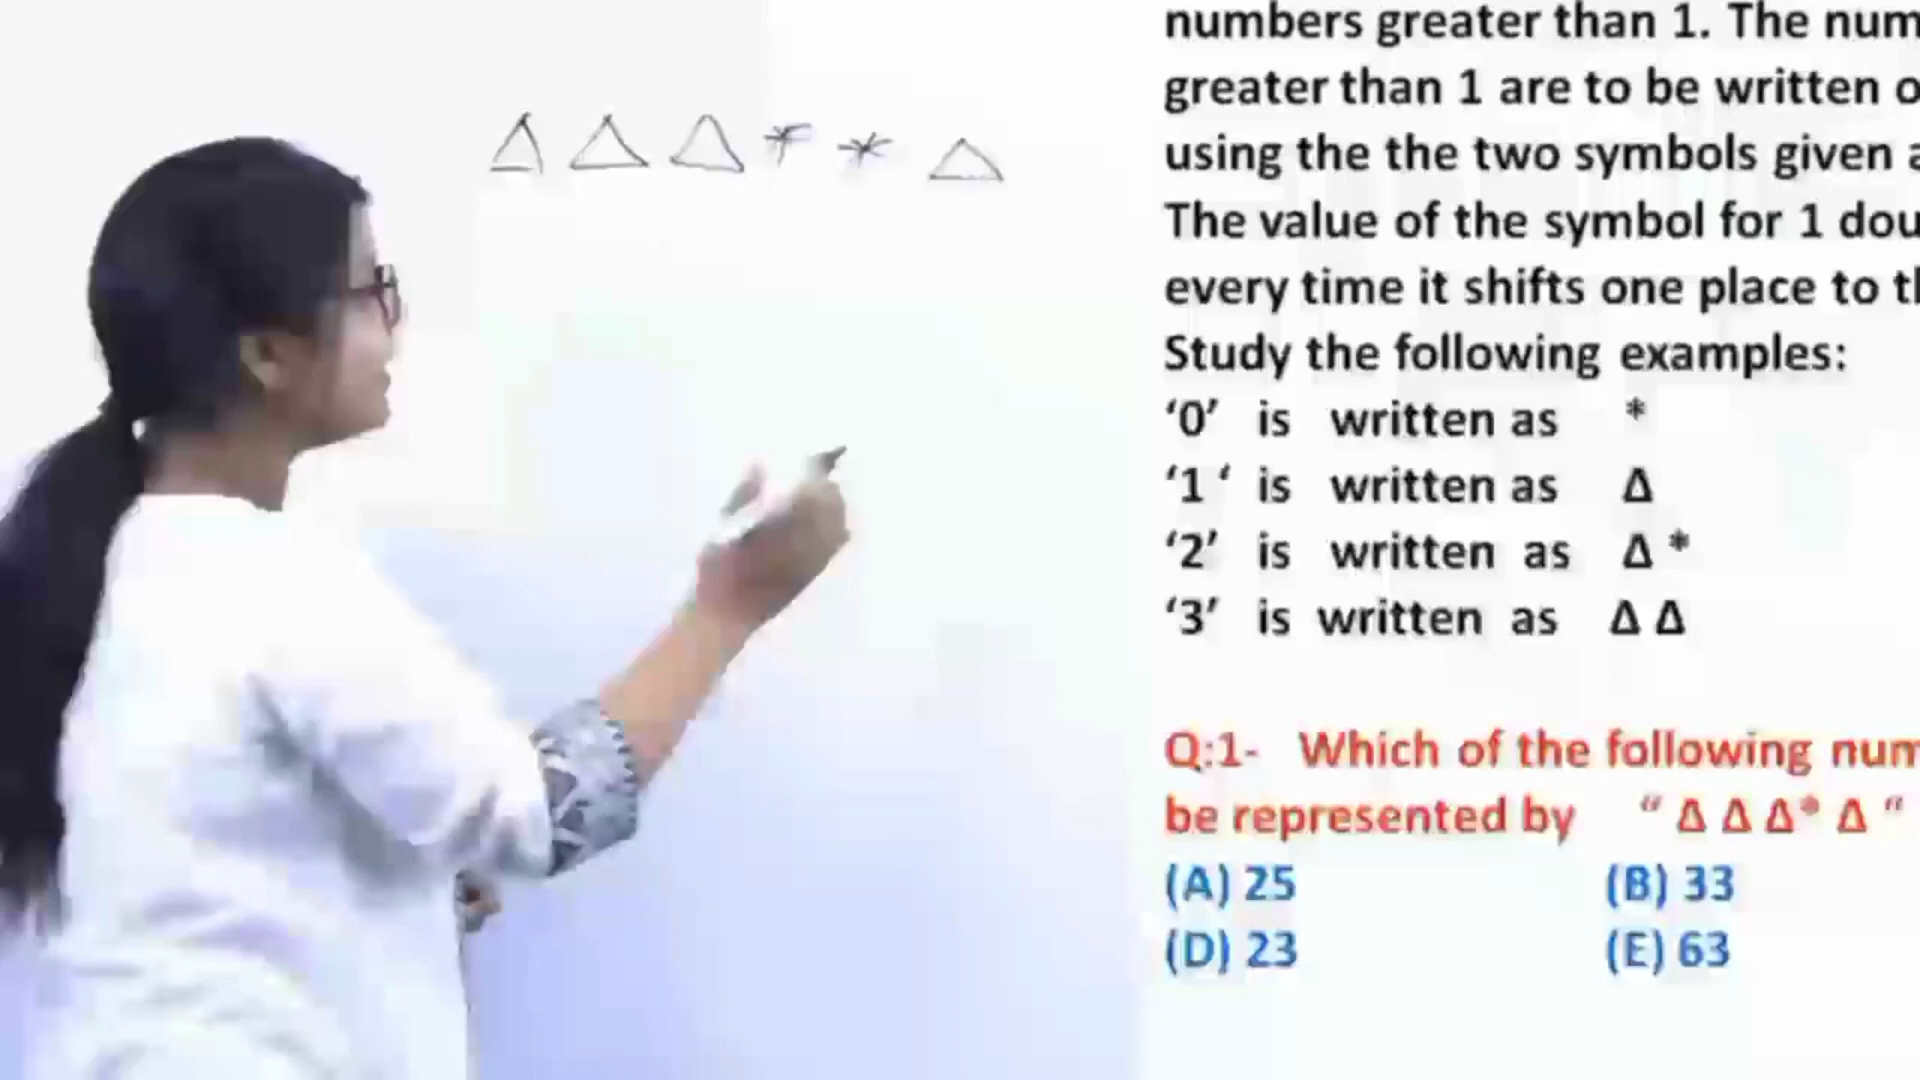 Δ Δ Δ * * Δ
numbers greater than 1. The num
greater than 1 are to be written o
using the the two symbols given a
The value of the symbol for 1 dou
every time it shifts one place to th
Study the following examples:
‘0’ is written as *
‘1 ‘ is written as Δ
‘2’ is written as Δ *
‘3’ is written as Δ Δ
Q:1- Which of the following num
be represented by “ Δ Δ Δ* Δ “
(A) 25 (B) 33
(D) 23 (E) 63